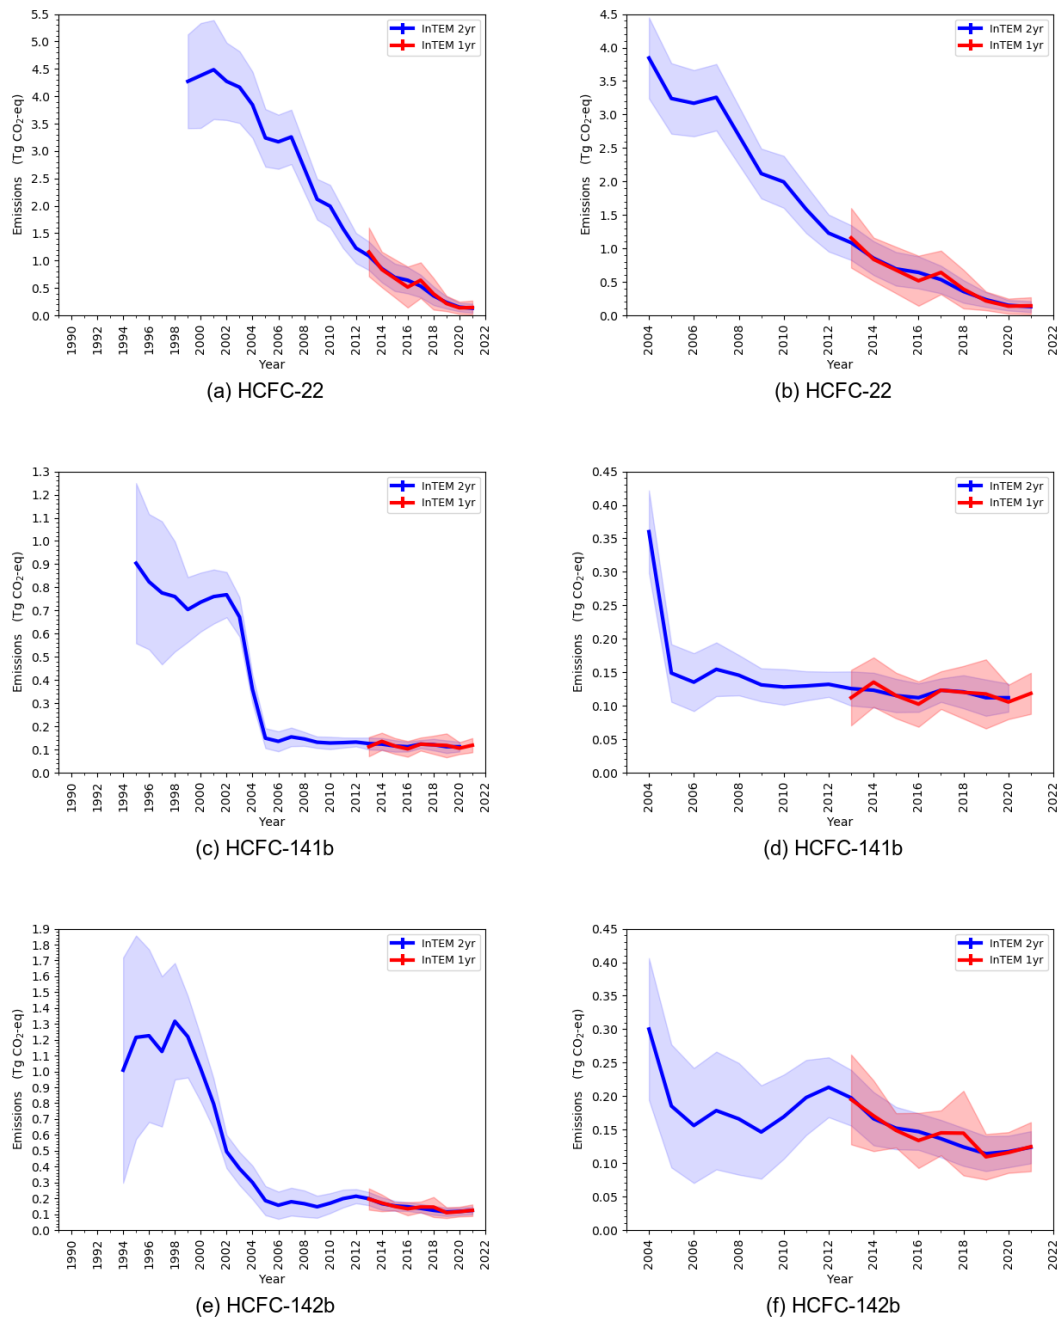 5.5
5.0
4.5
4.0
3.5
3.0
2.5
2.0
1.5
1.0
0.5
0.0
Emissions (Tg CO₂-eq)
InTEM 2yr
InTEM 1yr
1990 1992 1994 1996 1998 2000 2002 2004 2006 2008 2010 2012 2014 2016 2018 2020 2022
Year
(a) HCFC-22
4.5
4.0
3.5
3.0
2.5
2.0
1.5
1.0
0.5
0.0
Emissions (Tg CO₂-eq)
InTEM 2yr
InTEM 1yr
2004 2006 2008 2010 2012 2014 2016 2018 2020 2022
Year
(b) HCFC-22
1.3
1.2
1.1
1.0
0.9
0.8
0.7
0.6
0.5
0.4
0.3
0.2
0.1
0.0
Emissions (Tg CO₂-eq)
InTEM 2yr
InTEM 1yr
1990 1992 1994 1996 1998 2000 2002 2004 2006 2008 2010 2012 2014 2016 2018 2020 2022
Year
(c) HCFC-141b
0.45
0.40
0.35
0.30
0.25
0.20
0.15
0.10
0.05
0.00
Emissions (Tg CO₂-eq)
InTEM 2yr
InTEM 1yr
2004 2006 2008 2010 2012 2014 2016 2018 2020 2022
Year
(d) HCFC-141b
1.9
1.8
1.7
1.6
1.5
1.4
1.3
1.2
1.1
1.0
0.9
0.8
0.7
0.6
0.5
0.4
0.3
0.2
0.1
0.0
Emissions (Tg CO₂-eq)
InTEM 2yr
InTEM 1yr
1990 1992 1994 1996 1998 2000 2002 2004 2006 2008 2010 2012 2014 2016 2018 2020 2022
Year
(e) HCFC-142b
0.45
0.40
0.35
0.30
0.25
0.20
0.15
0.10
0.05
0.00
Emissions (Tg CO₂-eq)
InTEM 2yr
InTEM 1yr
2004 2006 2008 2010 2012 2014 2016 2018 2020 2022
Year
(f) HCFC-142b